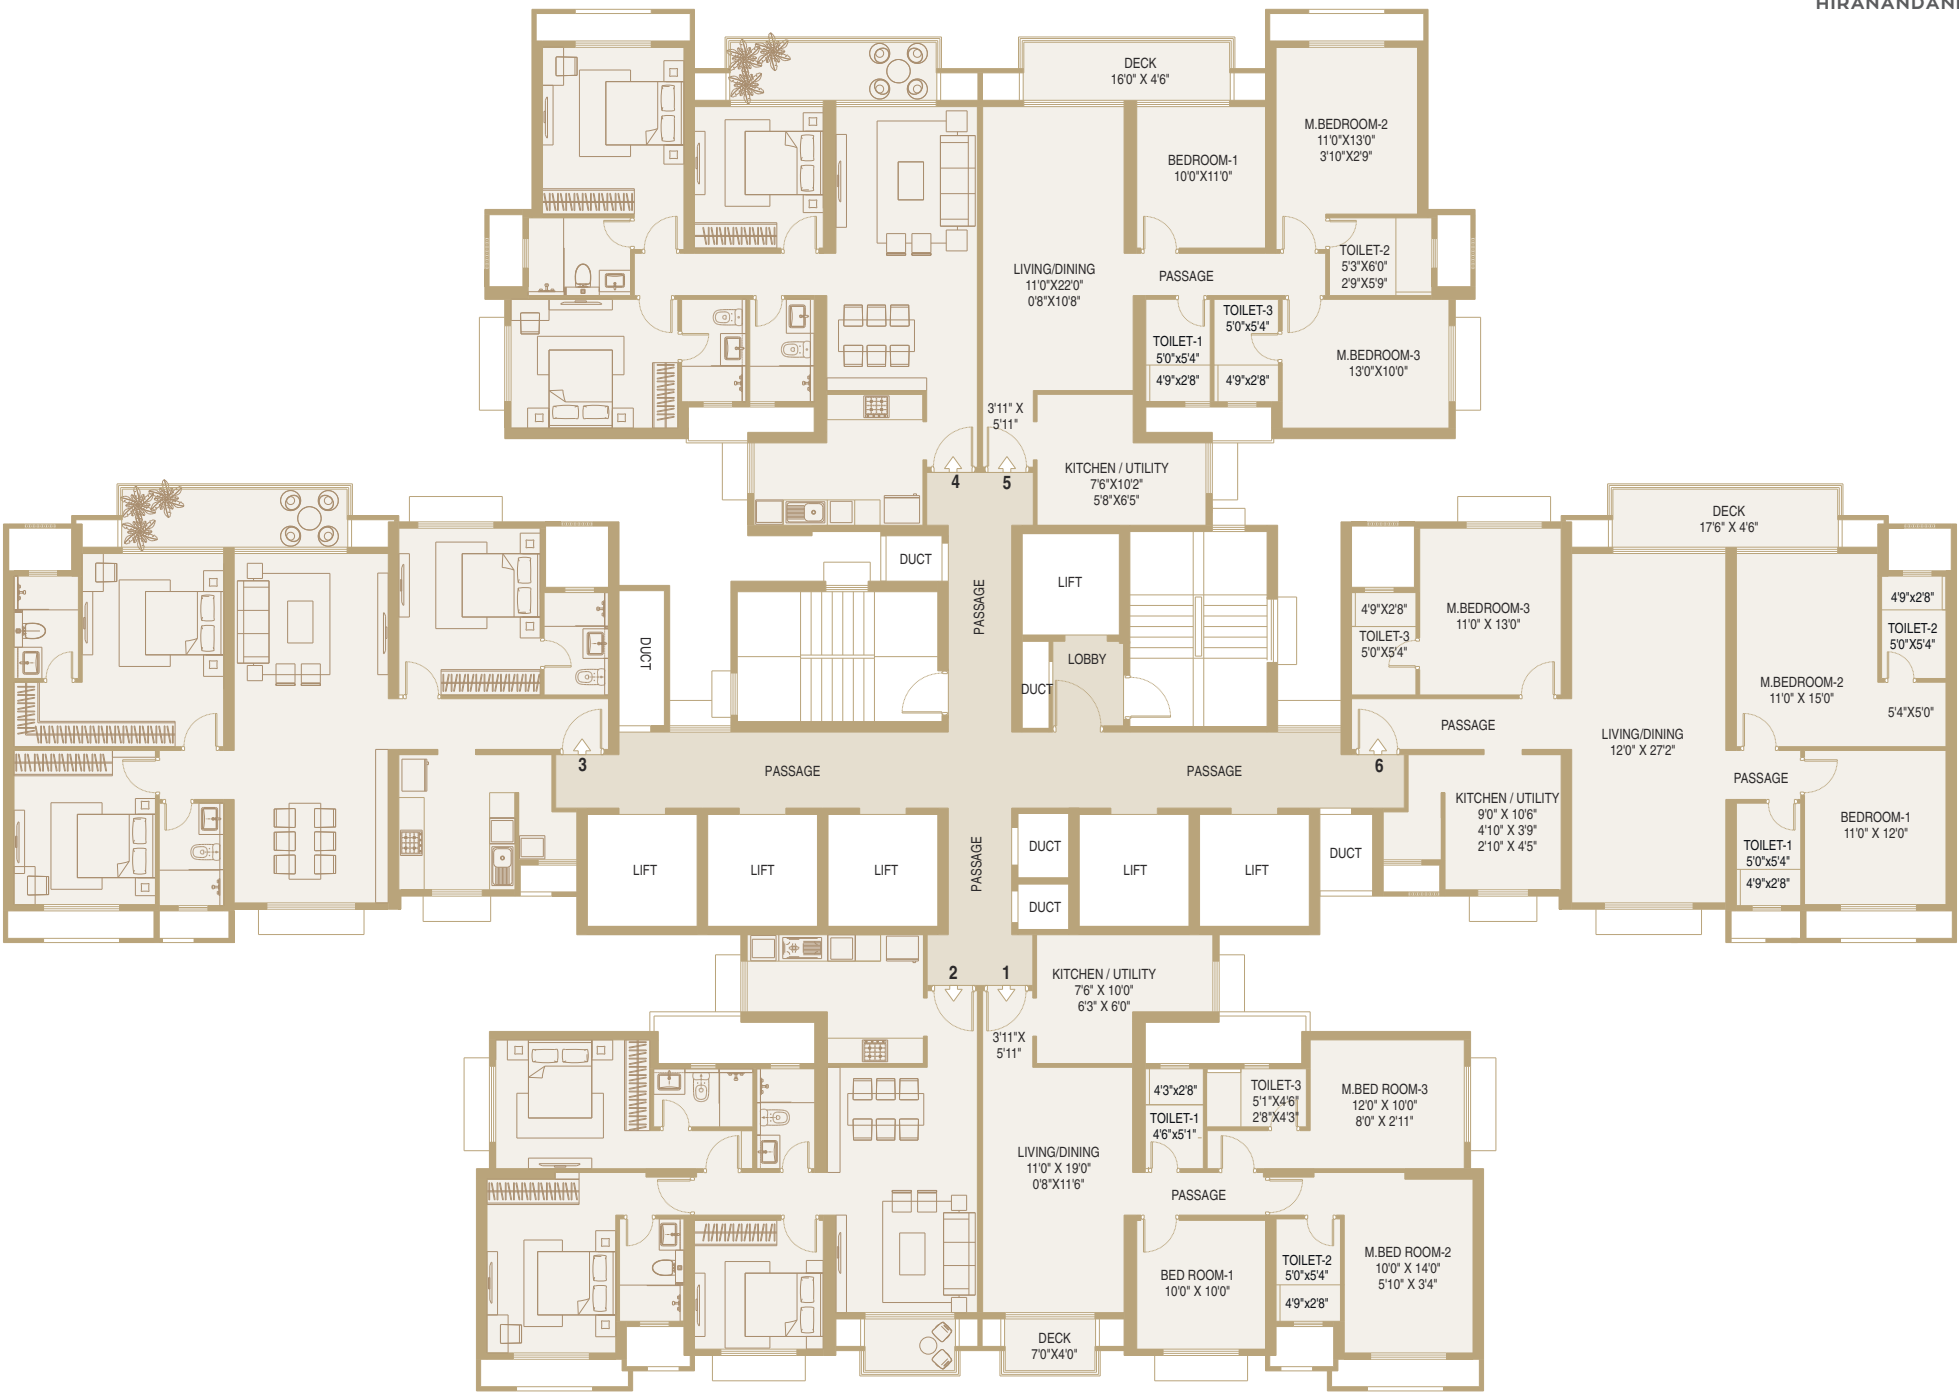 HIRANANDANI
DECK
16'0" X 4'6"
M.BEDROOM-2
11'0"X13'0"
3'10"X2'9"
BEDROOM-1
10'0"X11'0"
TOILET-2
5'3"X6'0"
2'9"X5'9"
LIVING/DINING
11'0"X22'0"
0'8"X10'8"
PASSAGE
TOILET-3
5'0"x5'4"
4'9"x2'8"
TOILET-1
5'0"x5'4"
4'9"x2'8"
M.BEDROOM-3
13'0"X10'0"
3'11" X
5'11"
KITCHEN / UTILITY
7'6"X10'2"
5'8"X6'5"
4
5
DUCT
LIFT
PASSAGE
DUCT
LOBBY
DUCT
DECK
17'6" X 4'6"
4'9"X2'8"
TOILET-3
5'0"X5'4"
M.BEDROOM-3
11'0" X 13'0"
4'9"x2'8"
TOILET-2
5'0"X5'4"
M.BEDROOM-2
11'0" X 15'0"
5'4"X5'0"
PASSAGE
LIVING/DINING
12'0" X 27'2"
3
PASSAGE
PASSAGE
6
PASSAGE
KITCHEN / UTILITY
9'0" X 10'6"
4'10" X 3'9"
2'10" X 4'5"
BEDROOM-1
11'0" X 12'0"
TOILET-1
5'0"x5'4"
4'9"x2'8"
LIFT
LIFT
LIFT
PASSAGE
DUCT
DUCT
LIFT
LIFT
DUCT
2
1
KITCHEN / UTILITY
7'6" X 10'0"
6'3" X 6'0"
3'11"X
5'11"
4'3"x2'8"
TOILET-1
4'6"x5'1"
TOILET-3
5'1"X4'6"
2'8"X4'3"
M.BED ROOM-3
12'0" X 10'0"
8'0" X 2'11"
LIVING/DINING
11'0" X 19'0"
0'8"X11'6"
PASSAGE
BED ROOM-1
10'0" X 10'0"
TOILET-2
5'0"x5'4"
4'9"x2'8"
M.BED ROOM-2
10'0" X 14'0"
5'10" X 3'4"
DECK
7'0"X4'0"